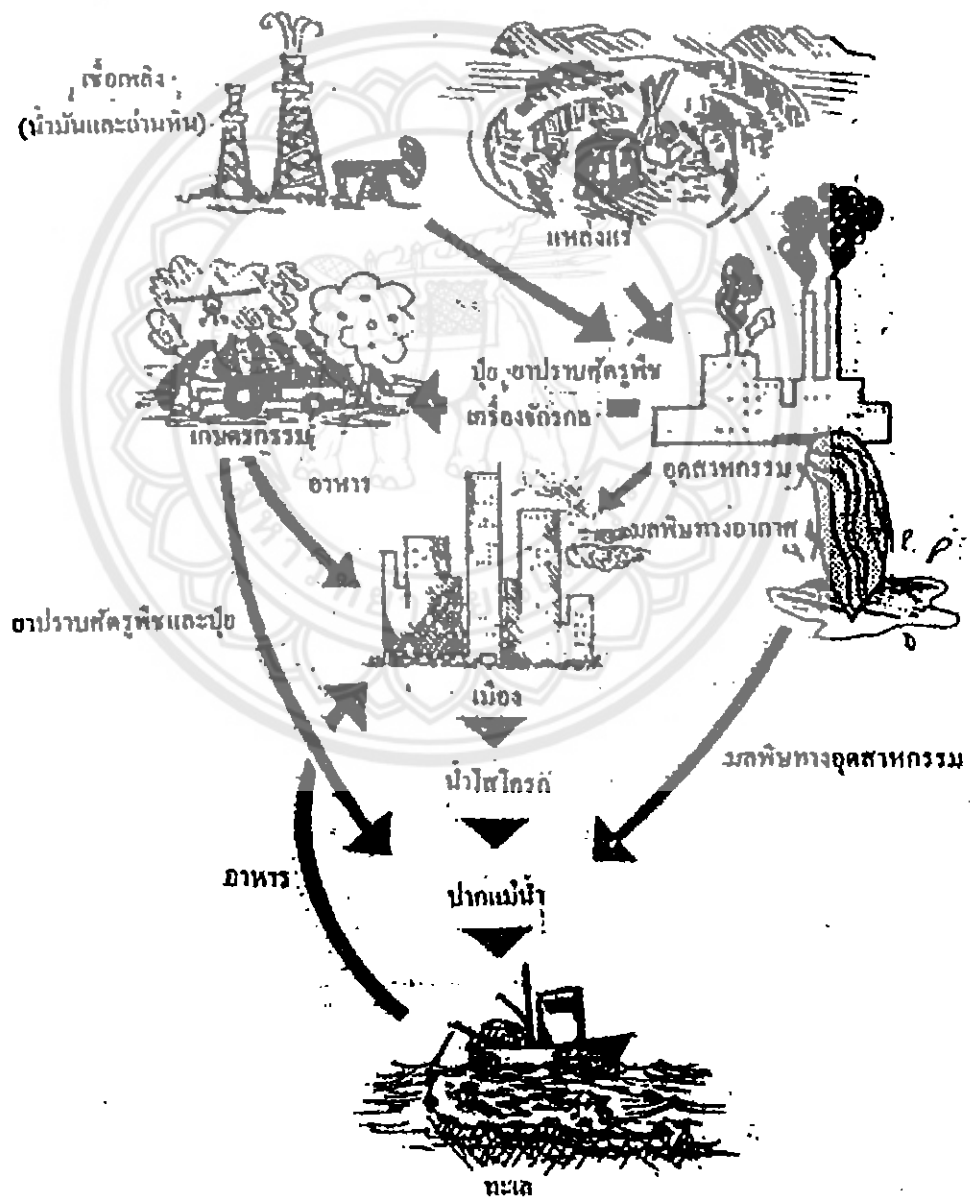 เชื้อเพลิง
(น้ำมันและถ่านหิน)
แหล่งแร่
ปุ๋ย ยาปราบศัตรูพืช
เครื่องจักรกล
เกษตรกรรม
อุตสาหกรรม
อาหาร
มลพิษทางอากาศ
ยาปราบศัตรูพืชและปุ๋ย
เมือง
มลพิษทางอุตสาหกรรม
น้ำโสโครก
อาหาร
ปากแม่น้ำ
ทะเล